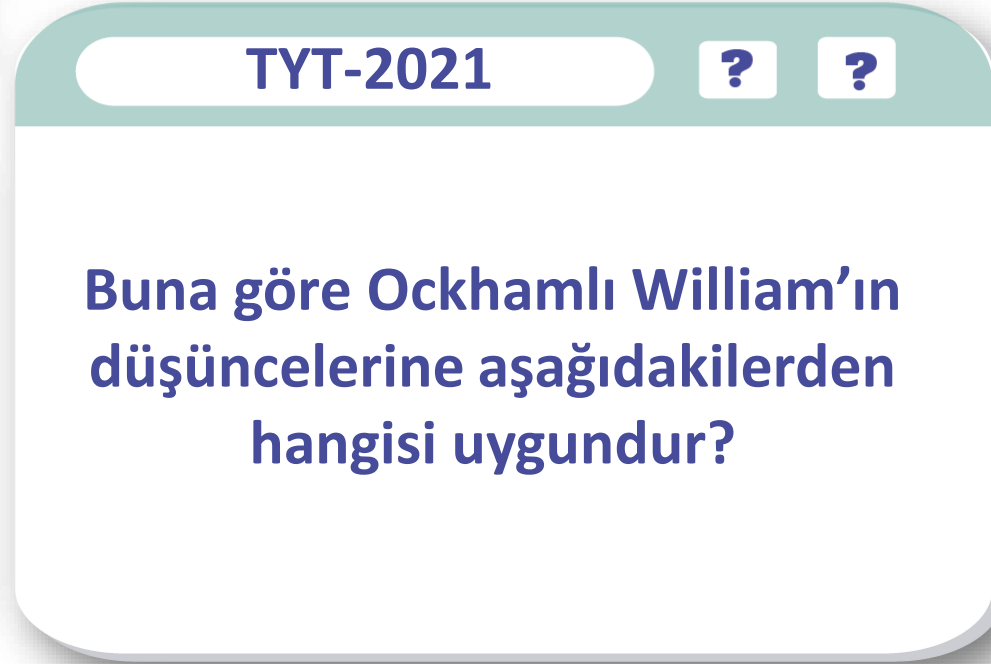 TYT-2021
?
?
Buna göre Ockhamlı William’ın
düşüncelerine aşağıdakilerden
hangisi uygundur?